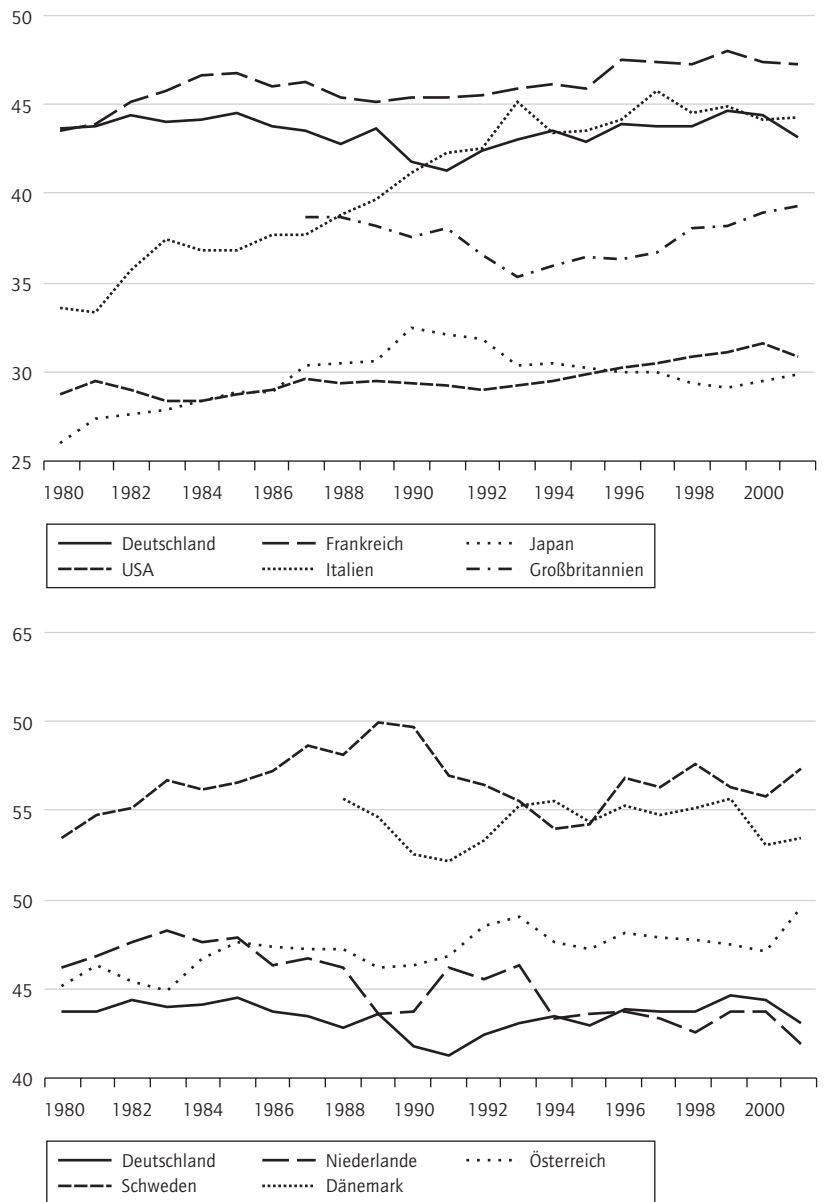 50
45
40
35
30
25
1980 1982 1984 1986 1988 1990 1992 1994 1996 1998 2000
Deutschland Frankreich Japan
USA Italien Großbritannien
65
50
55
50
45
40
1980 1982 1984 1986 1988 1990 1992 1994 1996 1998 2000
Deutschland Niederlande Österreich
Schweden Dänemark